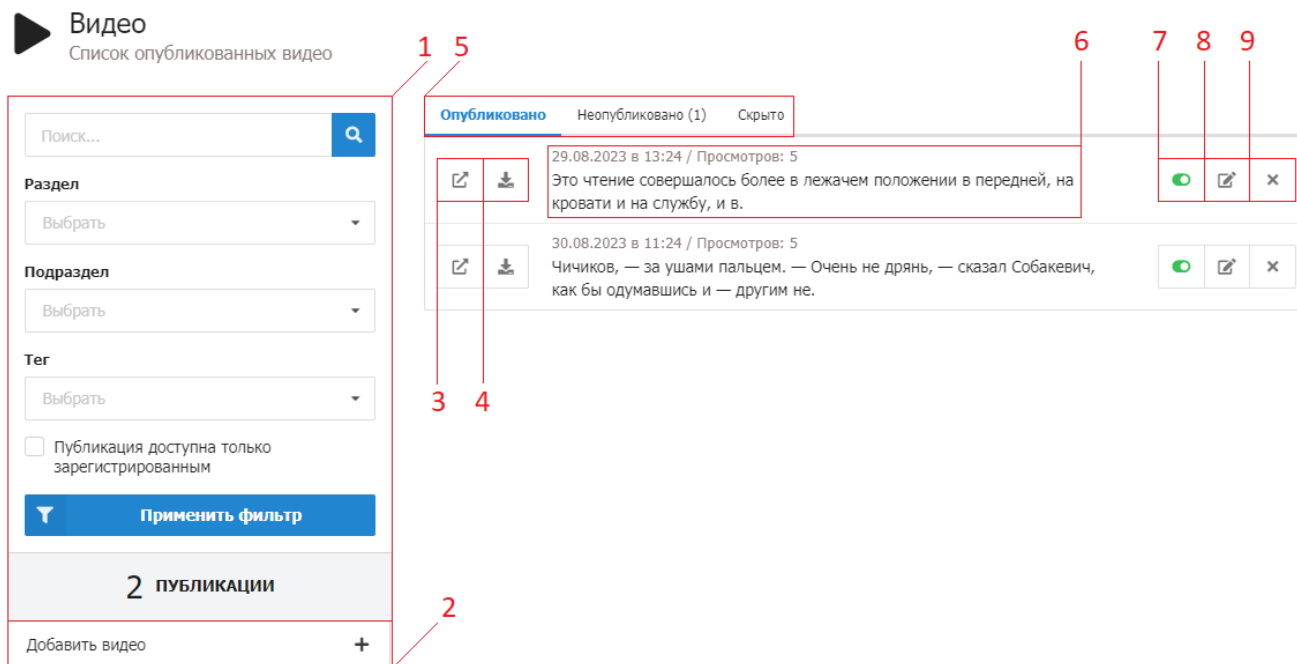 Видео
Список опубликованных видео
1 5
6 7 8 9
Поиск...
Раздел
Выбрать
Подраздел
Выбрать
Тег
Выбрать
Публикация доступна только
зарегистрированным
Применить фильтр
2 ПУБЛИКАЦИИ
Добавить видео +
2
Опубликовано Неопубликовано (1) Скрыто
29.08.2023 в 13:24 / Просмотров: 5
Это чтение совершалось более в лежачем положении в передней, на
кровати и на службу, и в.
30.08.2023 в 11:24 / Просмотров: 5
Чичиков, — за ушами пальцем. — Очень не дрянь, — сказал Собакевич,
как бы одумавшись и — другим не.
3 4